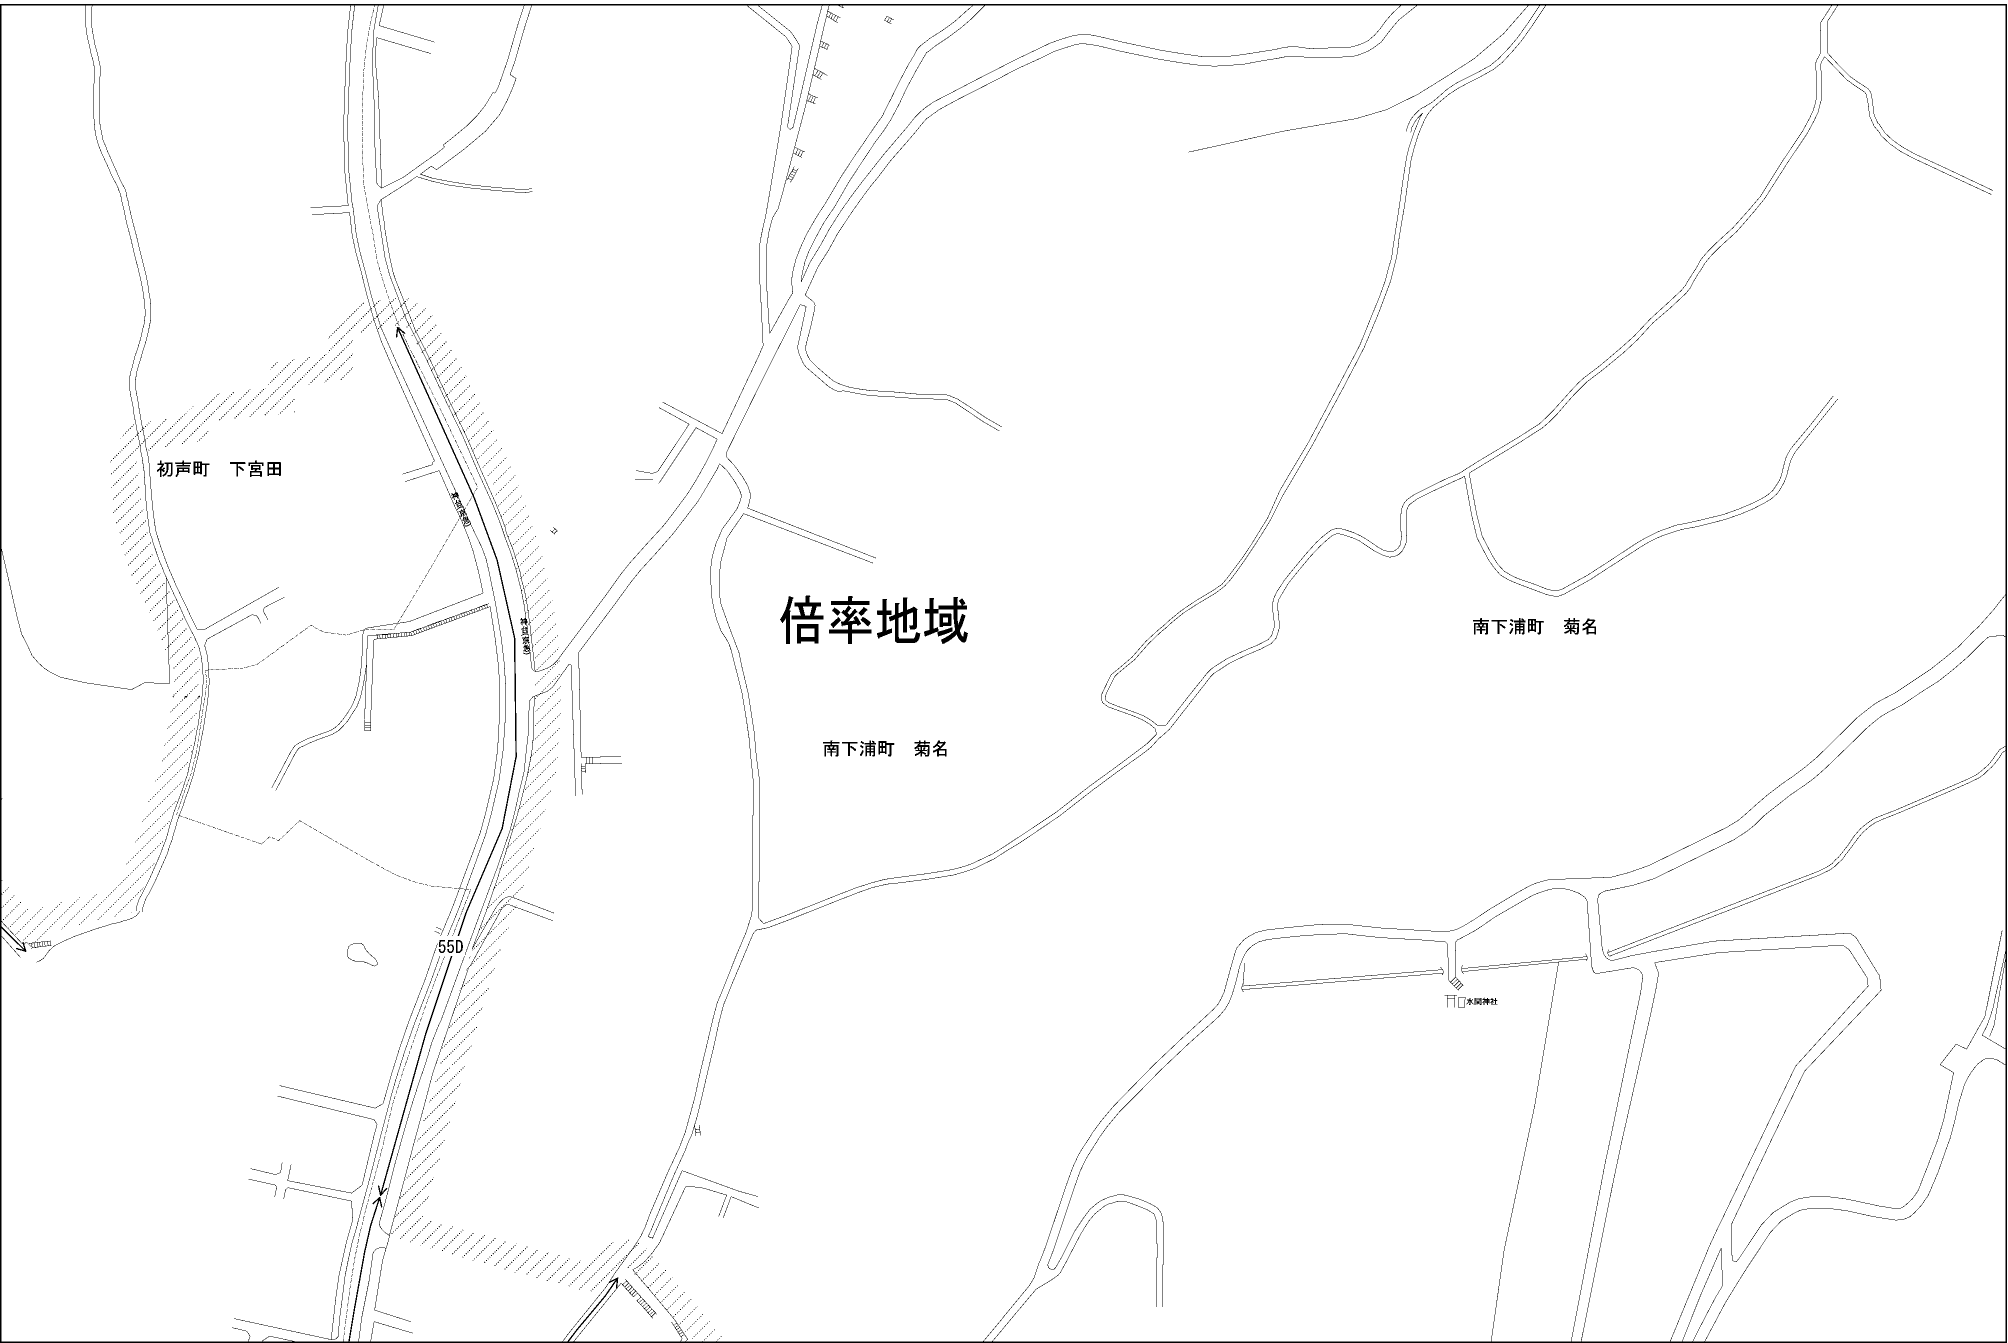 初声町　下宮田
倍率地域
南下浦町　菊名
南下浦町　菊名
55D
水間神社